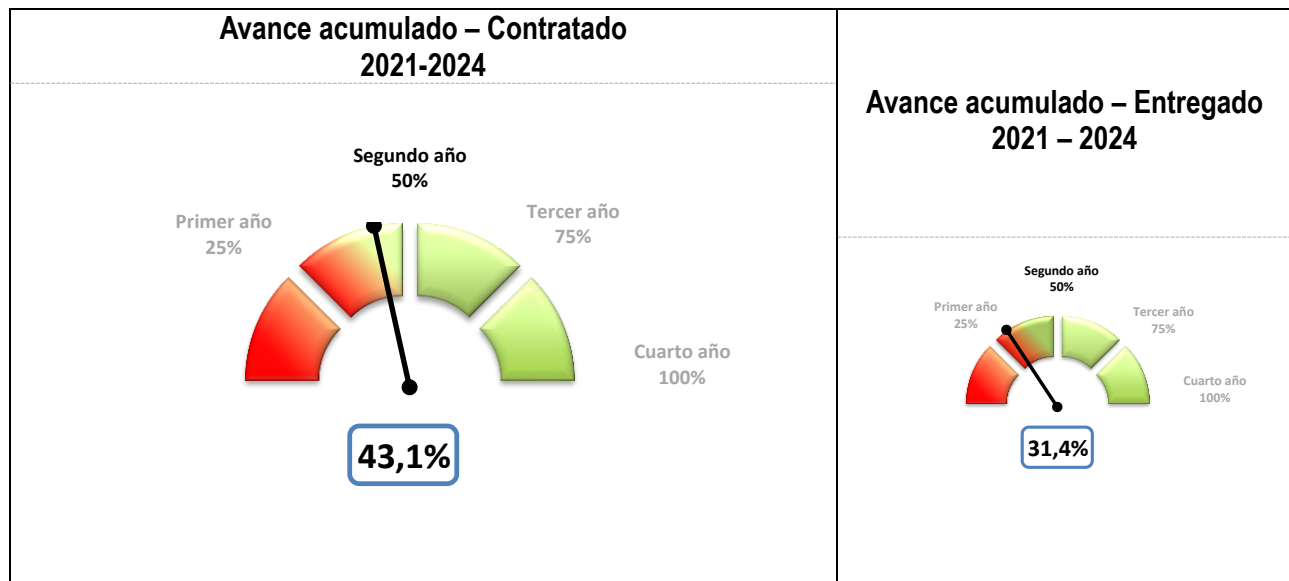 Avance acumulado – Contratado
2021-2024
Segundo año
50%
Primer año
25%
Tercer año
75%
Cuarto año
100%
43,1%
Avance acumulado – Entregado
2021 – 2024
Segundo año
50%
Primer año
25%
Tercer año
75%
Cuarto año
100%
31,4%